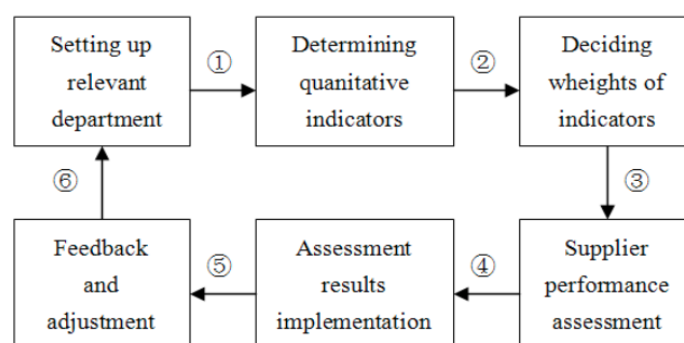 Setting up
relevant
department
①
Determining
quanitative
indicators
②
Deciding
wheights of
indicators
③
Supplier
performance
assessment
④
Assessment
results
implementation
⑤
Feedback
and
adjustment
⑥